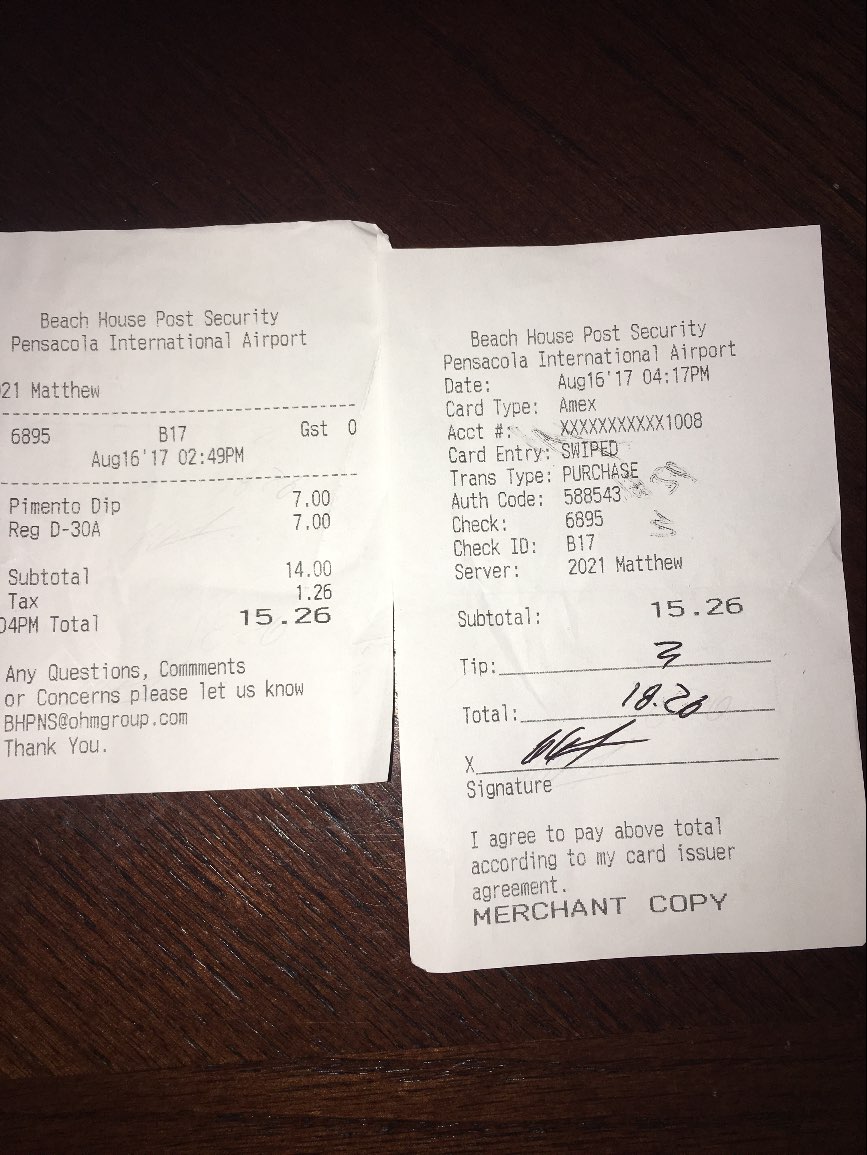 Beach House Post Security
Pensacola International Airport
21 Matthew
6895 B17 Gst 0
Aug16'17 02:49PM
Pimento Dip 7.00
Reg D-30A 7.00
Subtotal 14.00
Tax 1.26
04PM Total 15.26
Any Questions, Commments
or Concerns please let us know
BHPNS@ohmgroup.com
Thank You.
Beach House Post Security
Pensacola International Airport
Date: Aug16'17 04:17PM
Card Type: Amex
Acct #: XXXXXXXXXXX1008
Card Entry: SWIPED
Trans Type: PURCHASE
Auth Code: 588543
Check: 6895
Check ID: B17
Server: 2021 Matthew
Subtotal: 15.26
Tip: 3
Total: 18.26
X
Signature
I agree to pay above total
according to my card issuer
agreement.
MERCHANT COPY